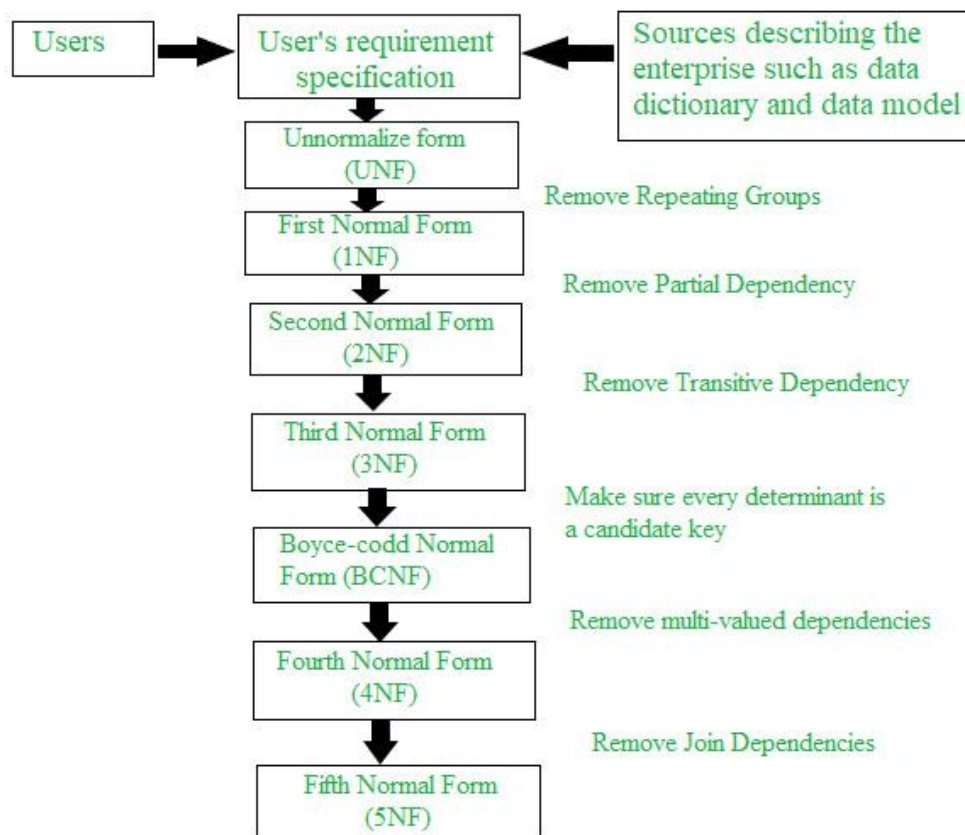 Users
User's requirement
specification
Sources describing the
enterprise such as data
dictionary and data model
Unnormalize form
(UNF)
Remove Repeating Groups
First Normal Form
(1NF)
Remove Partial Dependency
Second Normal Form
(2NF)
Remove Transitive Dependency
Third Normal Form
(3NF)
Make sure every determinant is
a candidate key
Boyce-codd Normal
Form (BCNF)
Remove multi-valued dependencies
Fourth Normal Form
(4NF)
Remove Join Dependencies
Fifth Normal Form
(5NF)